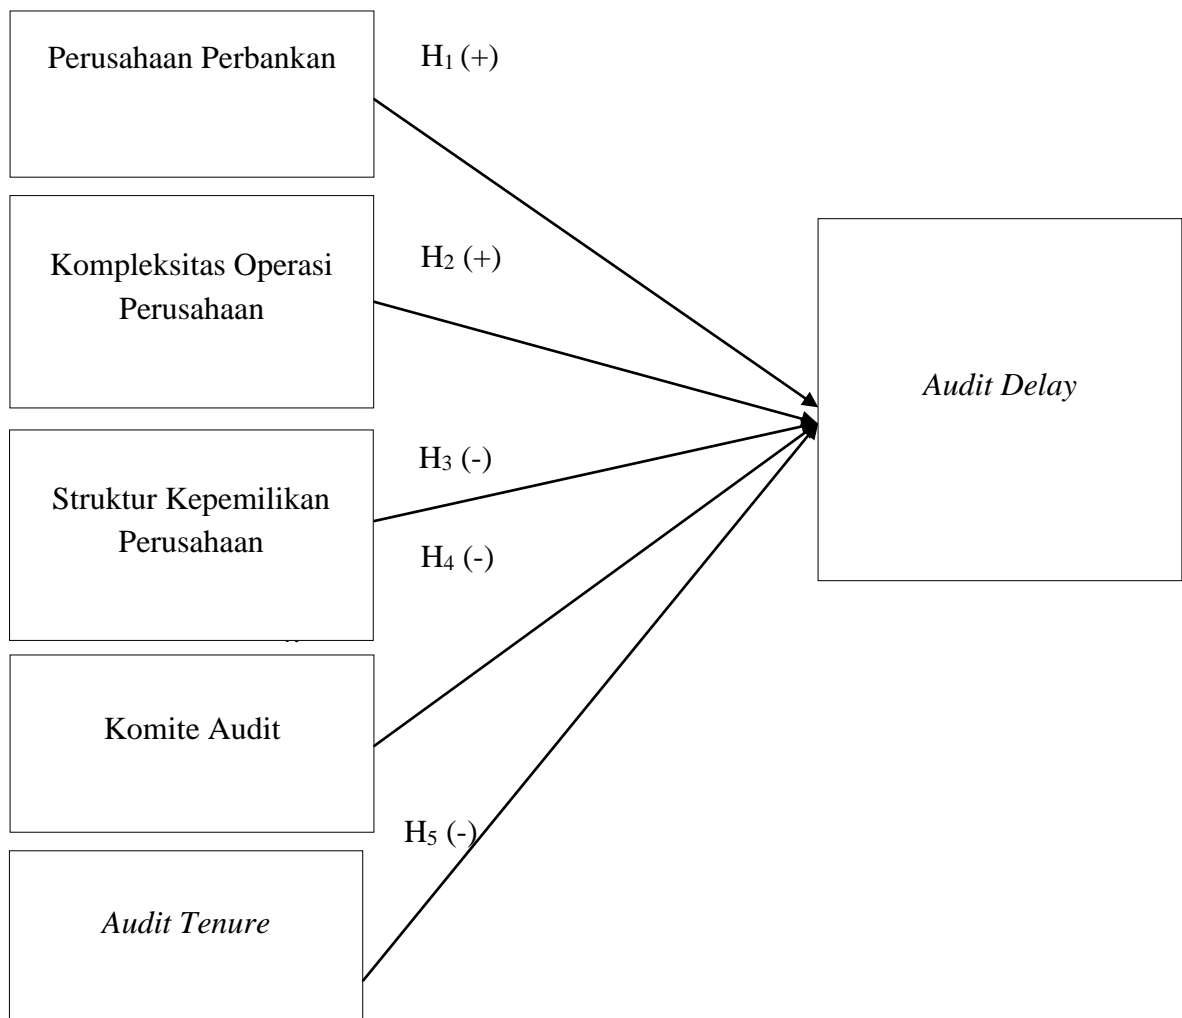 Perusahaan Perbankan
H1 (+)
Kompleksitas Operasi
Perusahaan
H2 (+)
Audit Delay
Struktur Kepemilikan
Perusahaan
H3 (-)
H4 (-)
Komite Audit
H5 (-)
Audit Tenure